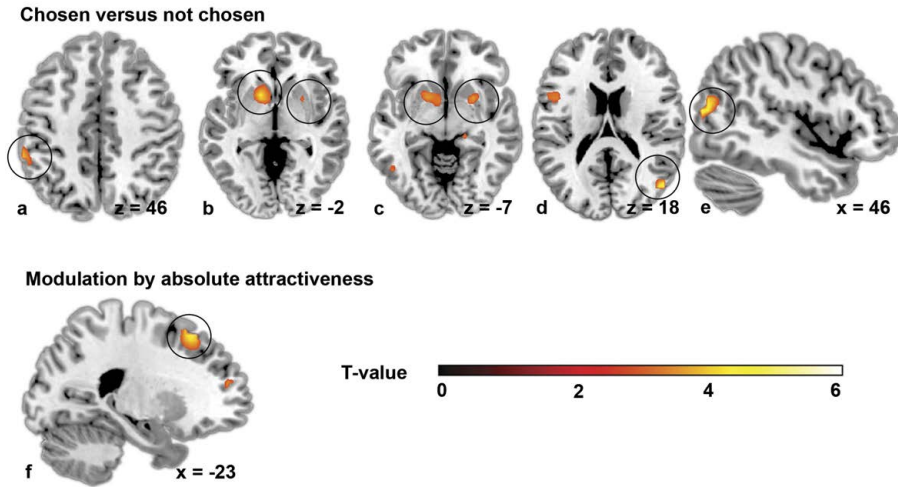 Chosen versus not chosen
a z = 46
b z = -2
c z = -7
d z = 18
e x = 46
Modulation by absolute attractiveness
T-value
0 2 4 6
f x = -23